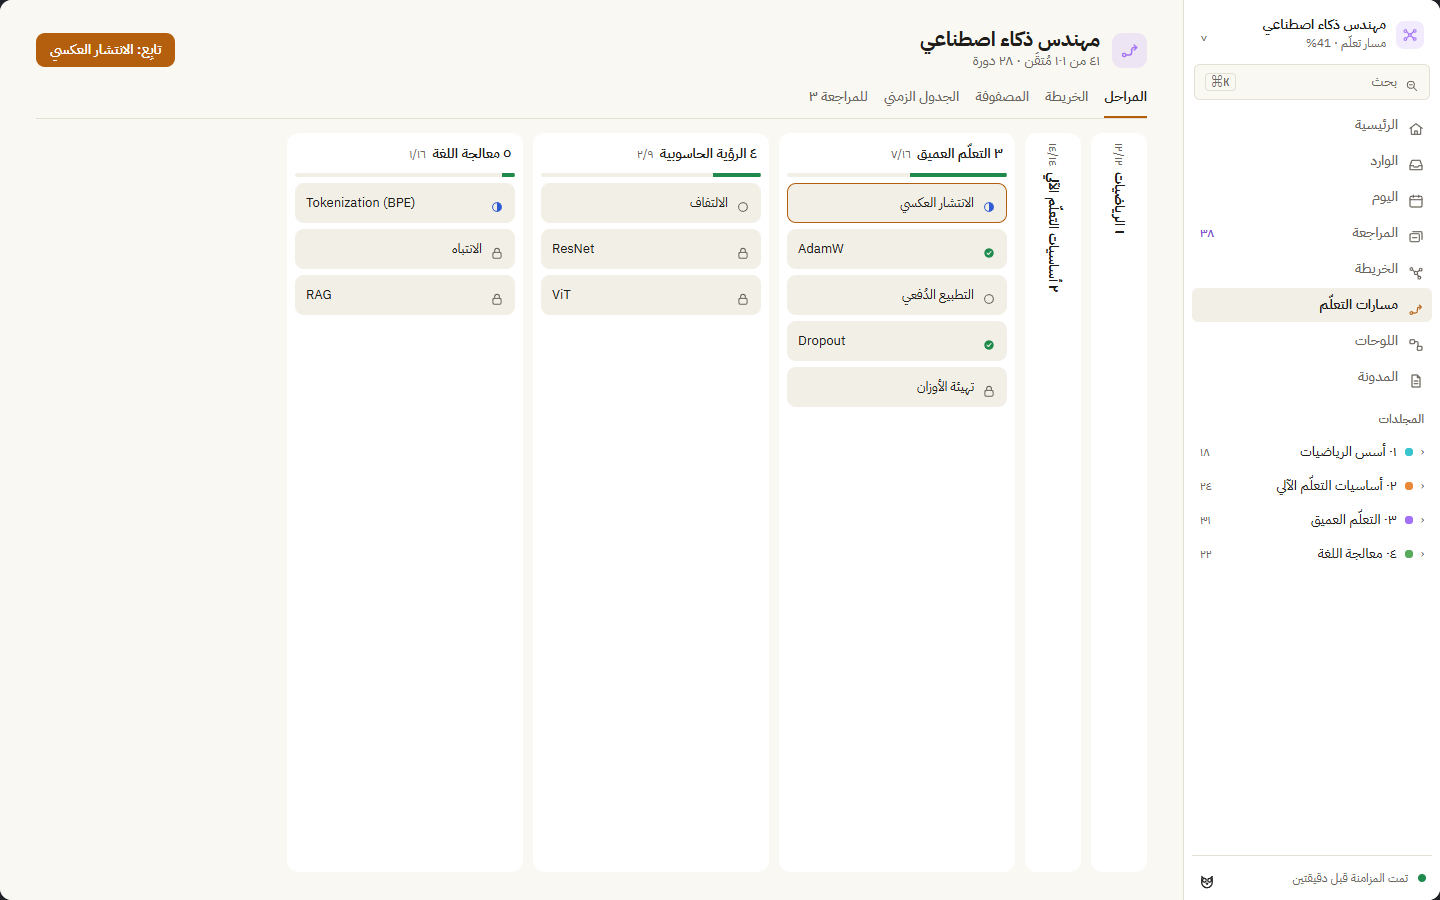 مهندس ذكاء اصطناعي
مسار تعلّم · 41%
بحث
⌘K
الرئيسية
الوارد
اليوم
المراجعة
٣٨
الخريطة
مسارات التعلّم
اللوحات
المدونة
المجلدات
٠١ أسس الرياضيات
١٨
٠٢ أساسيات التعلّم الآلي
٢٤
٠٣ التعلّم العميق
٣١
٠٤ معالجة اللغة
٢٢
تمت المزامنة قبل دقيقتين
مهندس ذكاء اصطناعي
٤١ من ١٠١ مُتقَن · ٢٨ دورة
تابِع: الانتشار العكسي
المراحل
الخريطة
المصفوفة
الجدول الزمني
للمراجعة ٣
١ الرياضيات
١٢/١٢
٢ أساسيات التعلّم الآلي
١٤/١٤
٣ التعلّم العميق
٧/١٦
الانتشار العكسي
AdamW
التطبيع الدُفعي
Dropout
تهيئة الأوزان
٤ الرؤية الحاسوبية
٢/٩
الالتفاف
ResNet
ViT
٥ معالجة اللغة
١/١٦
Tokenization (BPE)
الانتباه
RAG